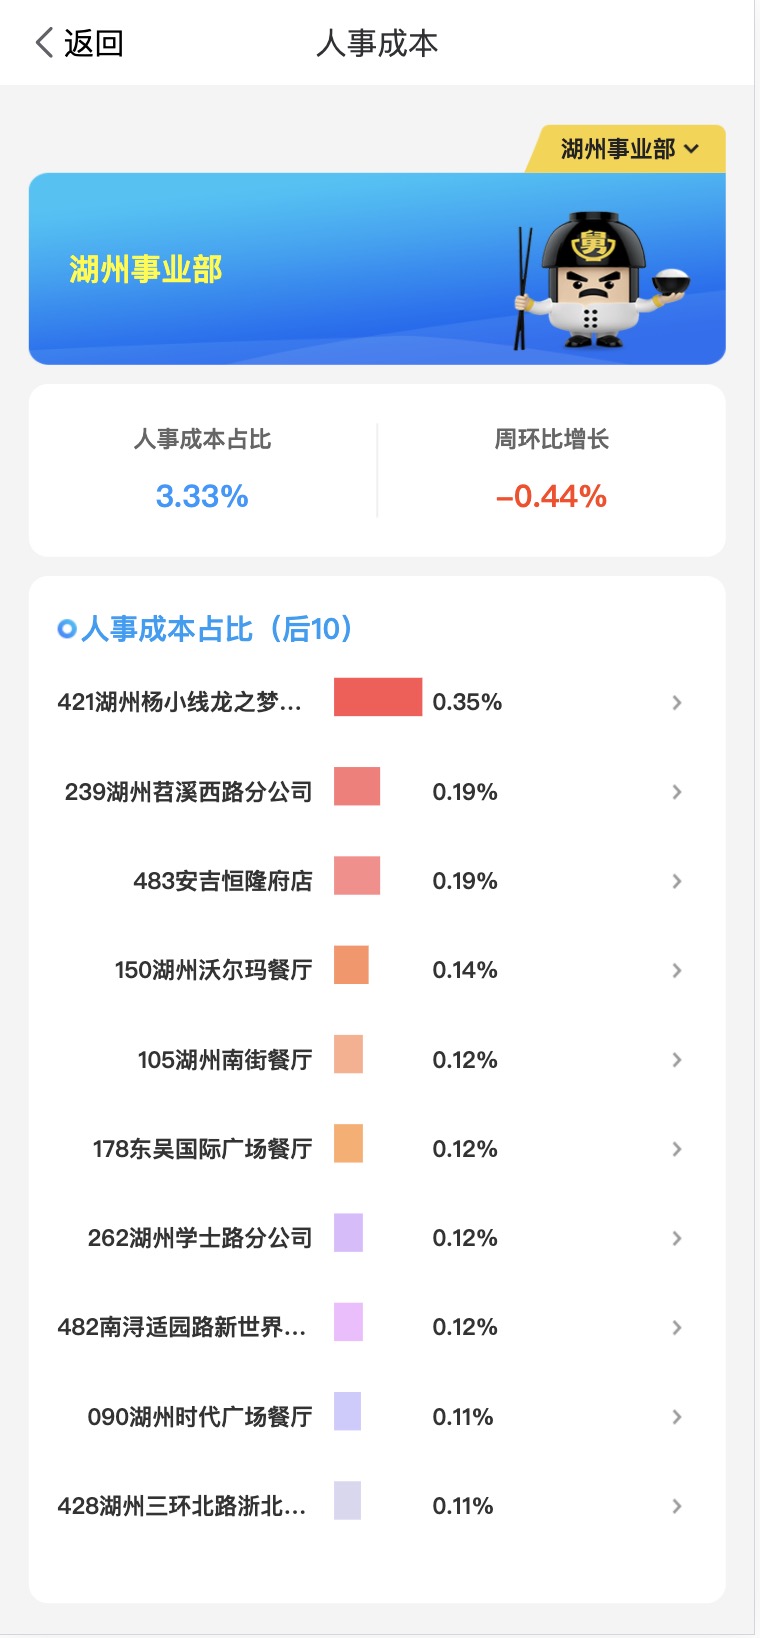 返回
人事成本
湖州事业部
湖州事业部
舅
人事成本占比
周环比增长
3.33%
-0.44%
人事成本占比（后10）
421湖州杨小线龙之梦... 0.35%
239湖州苕溪西路分公司 0.19%
483安吉恒隆府店 0.19%
150湖州沃尔玛餐厅 0.14%
105湖州南街餐厅 0.12%
178东吴国际广场餐厅 0.12%
262湖州学士路分公司 0.12%
482南浔适园路新世界... 0.12%
090湖州时代广场餐厅 0.11%
428湖州三环北路浙北... 0.11%